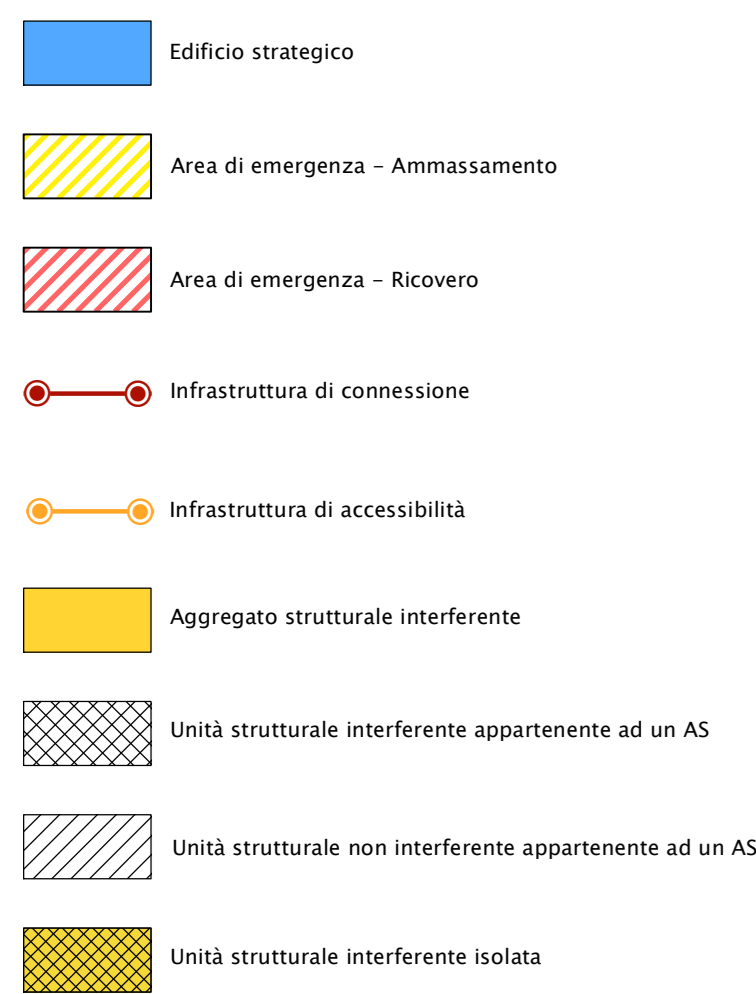 Edificio strategico
Area di emergenza - Ammassamento
Area di emergenza - Ricovero
Infrastruttura di connessione
Infrastruttura di accessibilità
Aggregato strutturale interferente
Unità strutturale interferente appartenente ad un AS
Unità strutturale non interferente appartenente ad un AS
Unità strutturale interferente isolata